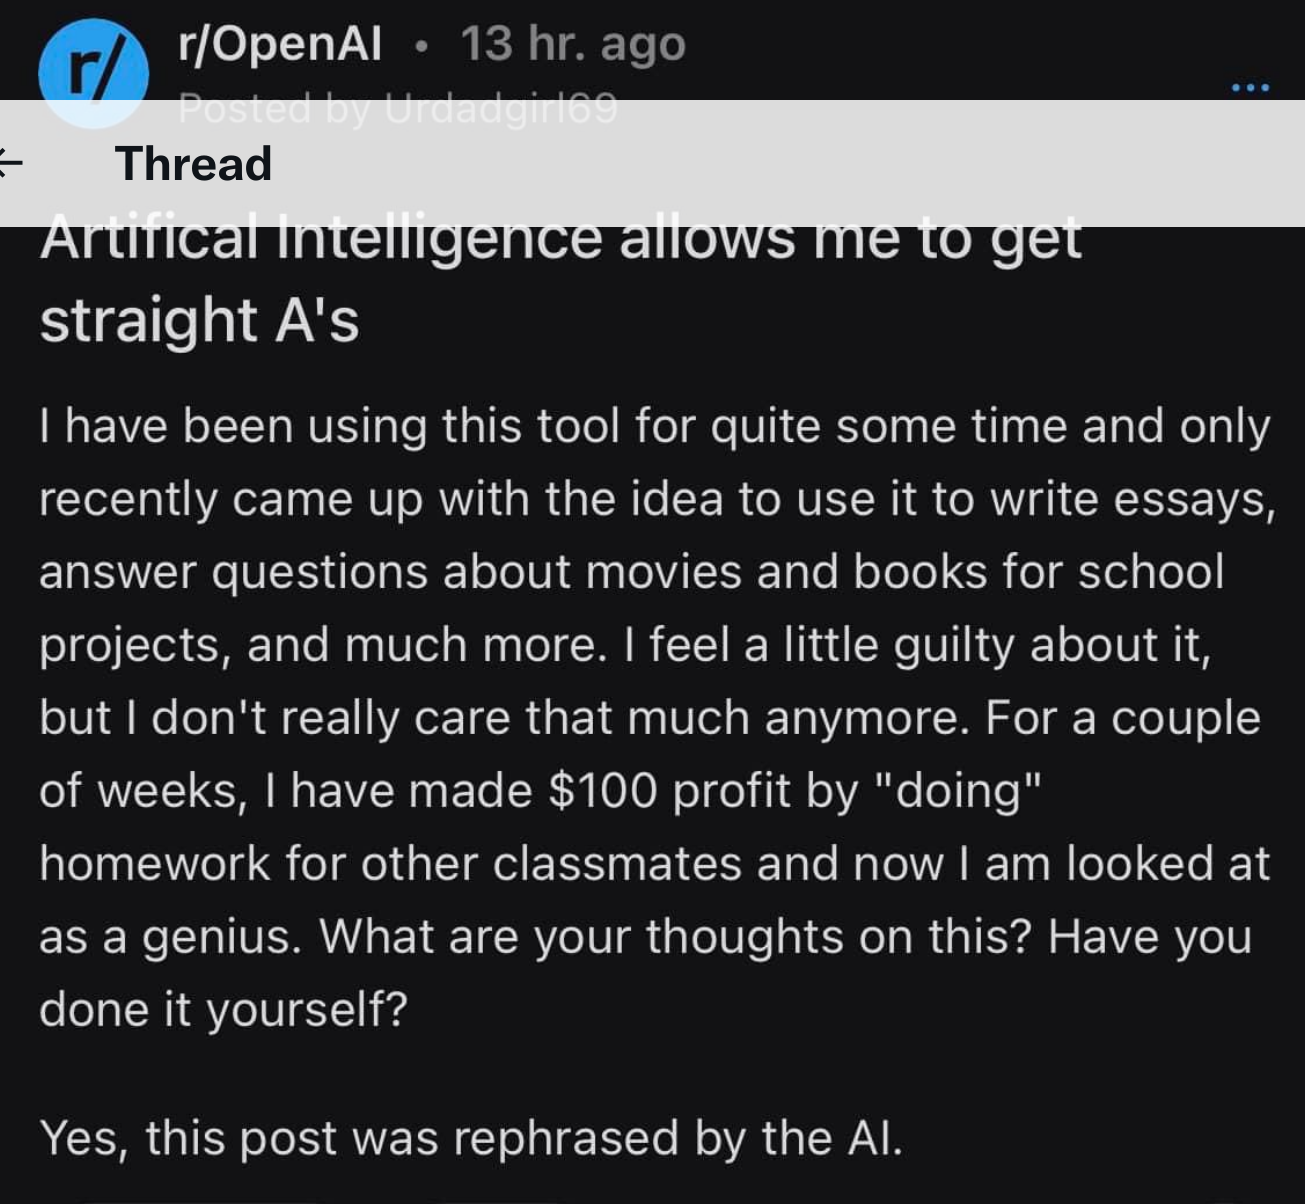 r/
r/OpenAI • 13 hr. ago
Posted by Urdadgirl69
...
← Thread
Artifical Intelligence allows me to get
straight A's
I have been using this tool for quite some time and only
recently came up with the idea to use it to write essays,
answer questions about movies and books for school
projects, and much more. I feel a little guilty about it,
but I don't really care that much anymore. For a couple
of weeks, I have made $100 profit by "doing"
homework for other classmates and now I am looked at
as a genius. What are your thoughts on this? Have you
done it yourself?
Yes, this post was rephrased by the AI.